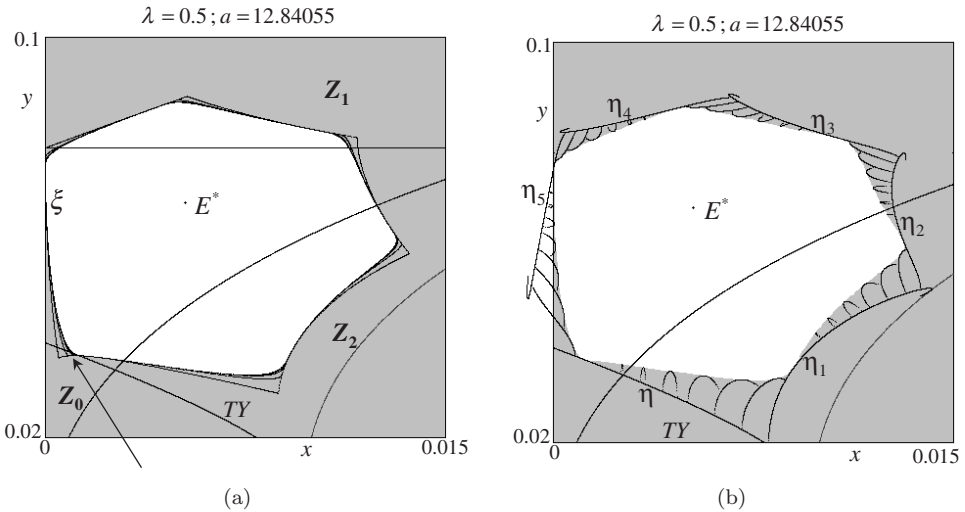 λ = 0.5 ; a = 12.84055
0.1
y
Z₁
ξ
E*
Z₂
Z₀
TY
0.02
0
x
0.015
(a)
λ = 0.5 ; a = 12.84055
0.1
y
η₄
η₃
η₅
E*
η₂
η₁
η
TY
0.02
0
x
0.015
(b)